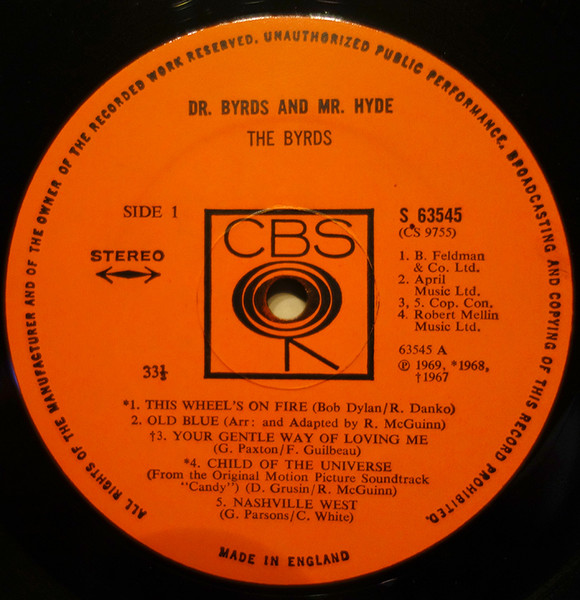 ALL RIGHTS OF THE MANUFACTURER AND OF THE OWNER OF THE RECORDED WORK RESERVED. UNAUTHORIZED PUBLIC PERFORMANCE, BROADCASTING AND COPYING OF THIS RECORD PROHIBITED.
DR. BYRDS AND MR. HYDE
THE BYRDS
SIDE 1
STEREO
33⅓
CBS
S 63545
(CS 9755)
1. B. Feldman
& Co. Ltd.
2. April
Music Ltd.
3, 5. Cop. Con.
4. Robert Mellin
Music Ltd.
63545 A
℗ 1969, *1968,
†1967
*1. THIS WHEEL'S ON FIRE (Bob Dylan/R. Danko)
2. OLD BLUE (Arr: and Adapted by R. McGuinn)
†3. YOUR GENTLE WAY OF LOVING ME
(G. Paxton/F. Guilbeau)
*4. CHILD OF THE UNIVERSE
(From the Original Motion Picture Soundtrack
"Candy") (D. Grusin/R. McGuinn)
5. NASHVILLE WEST
(G. Parsons/C. White)
MADE IN ENGLAND